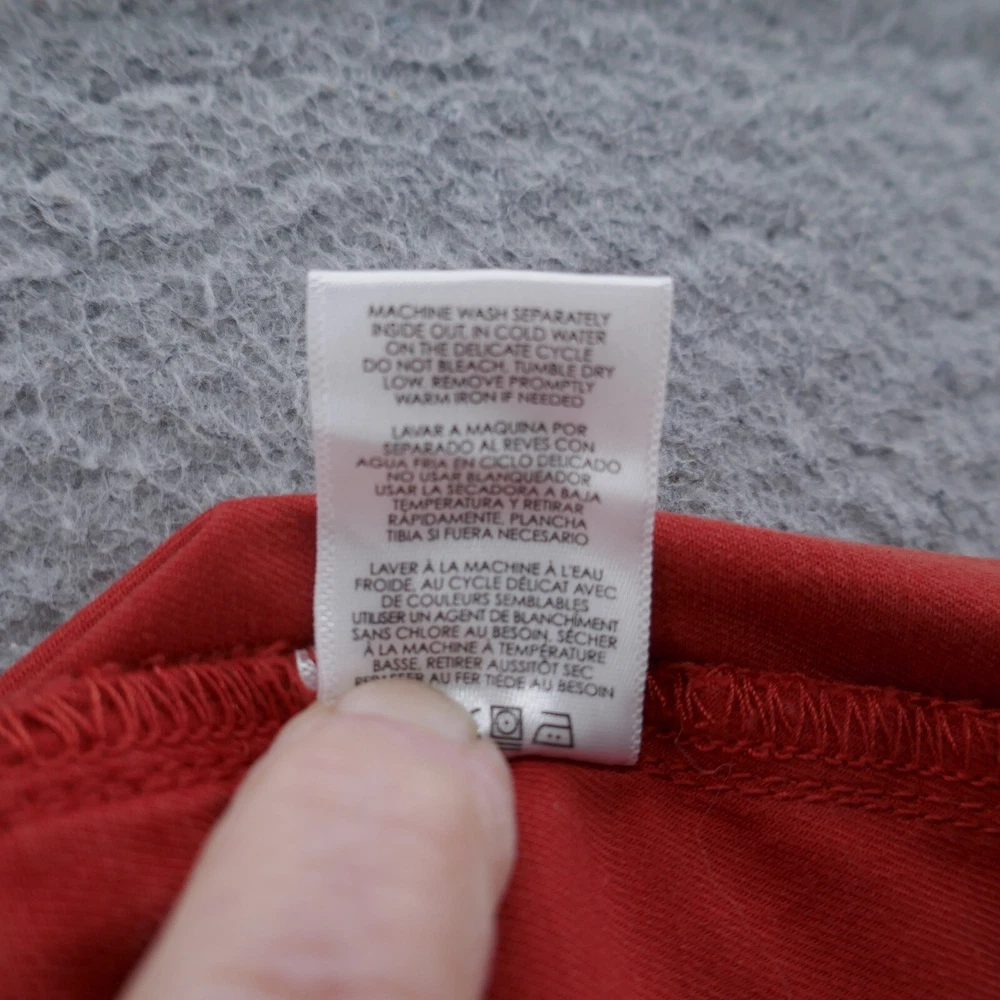 MACHINE WASH SEPARATELY
INSIDE OUT, IN COLD WATER
ON THE DELICATE CYCLE
DO NOT BLEACH, TUMBLE DRY
LOW, REMOVE PROMPTLY
WARM IRON IF NEEDED
LAVAR A MAQUINA POR
SEPARADO AL REVES CON
AGUA FRIA EN CICLO DELICADO
NO USAR BLANQUEADOR
USAR LA SECADORA A BAJA
TEMPERATURA Y RETIRAR
RÁPIDAMENTE, PLANCHA
TIBIA SI FUERA NECESARIO
LAVER À LA MACHINE À L'EAU
FROIDE, AU CYCLE DÉLICAT AVEC
DE COULEURS SEMBLABLES
UTILISER UN AGENT DE BLANCHIMENT
SANS CHLORE AU BESOIN, SÉCHER
À LA MACHINE À TEMPÉRATURE
BASSE, RETIRER AUSSITÔT SEC
REPASSER AU FER TIÈDE AU BESOIN